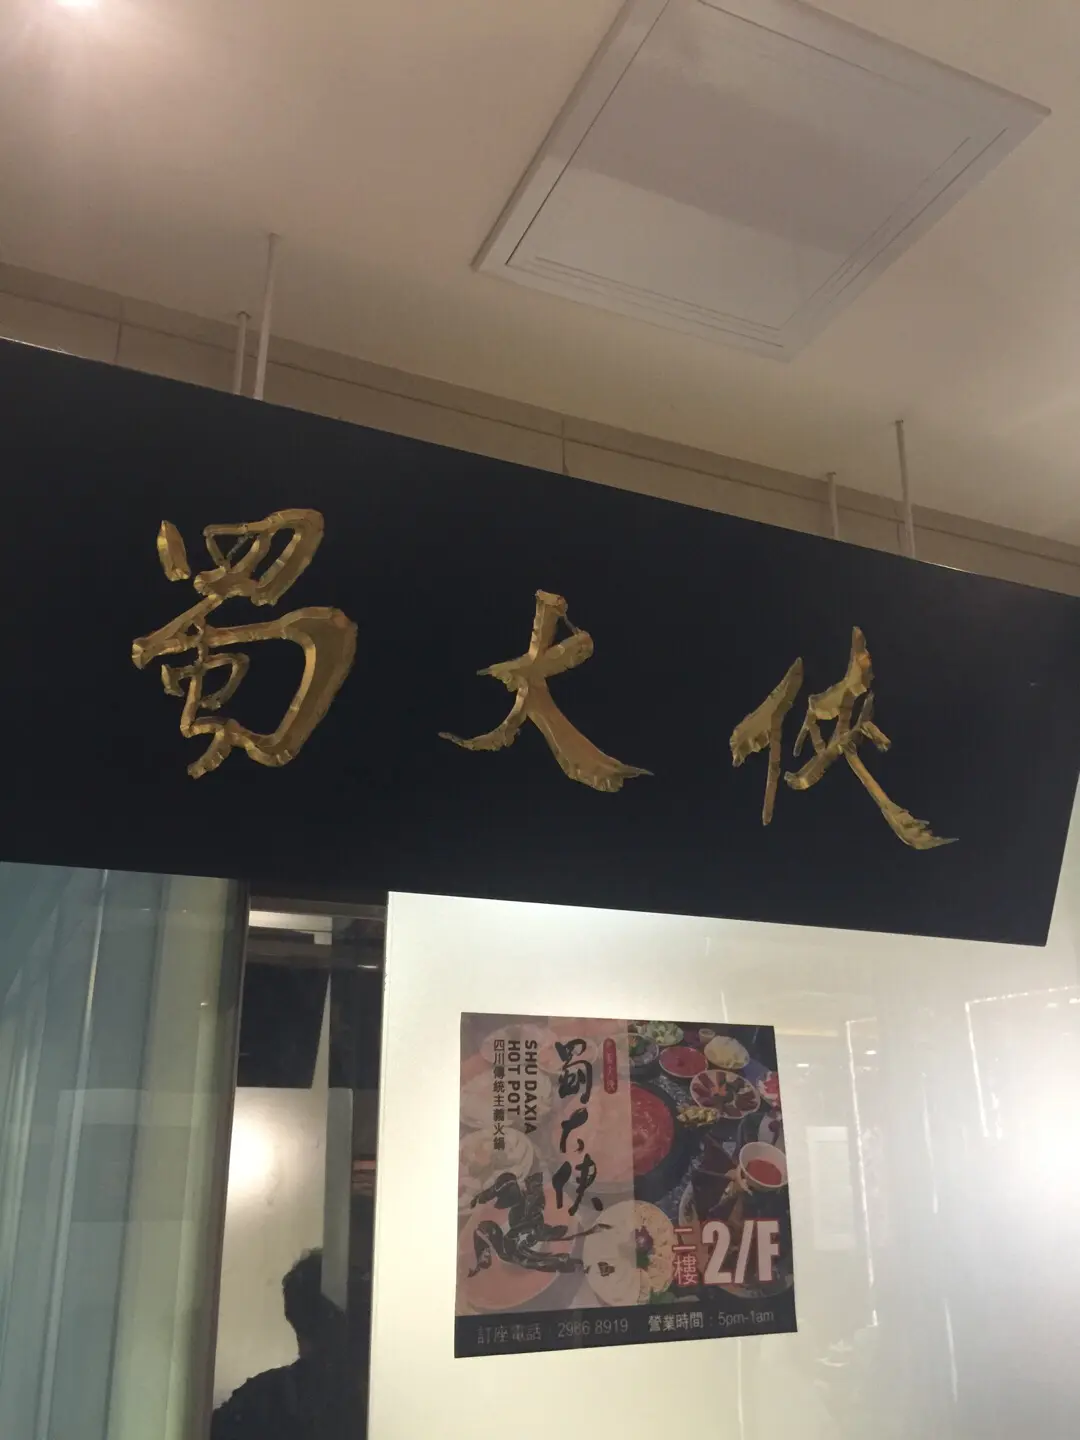 蜀大俠
蜀大侠
SHU DAXIA
HOT POT
四川傳統主義火鍋
二樓 2/F
訂座電話：2986 8919 營業時間：5pm-1am